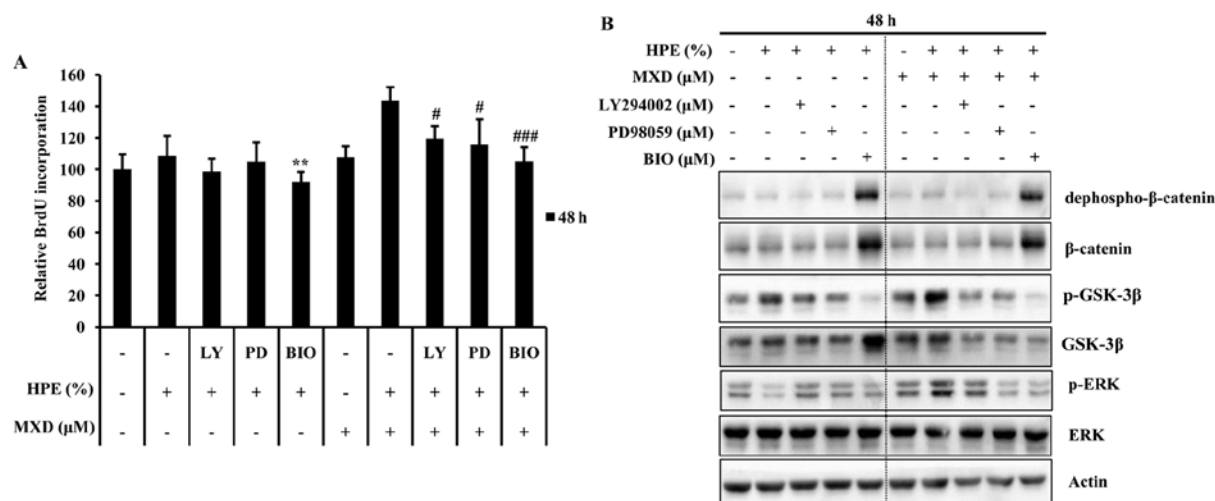 A
Relative BrdU incorporation
160
140
120
100
80
60
40
20
0
** # # ###
48 h
- - LY PD BIO - - LY PD BIO
HPE (%) - + + + + - + + + +
MXD (μM) - - - - - + + + + +
B
48 h
HPE (%) - + + + + - + + + +
MXD (μM) - - - - - + + + + +
LY294002 (μM) - - + - - - - + - -
PD98059 (μM) - - - + - - - - + -
BIO (μM) - - - - + - - - - +
dephospho-β-catenin
β-catenin
p-GSK-3β
GSK-3β
p-ERK
ERK
Actin